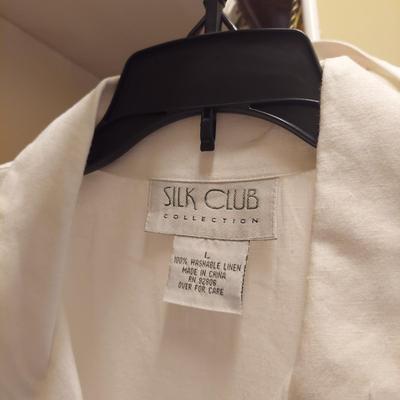 SILK CLUB
COLLECTION
L
100% WASHABLE LINEN
MADE IN CHINA
RN 92806
OVER FOR CARE